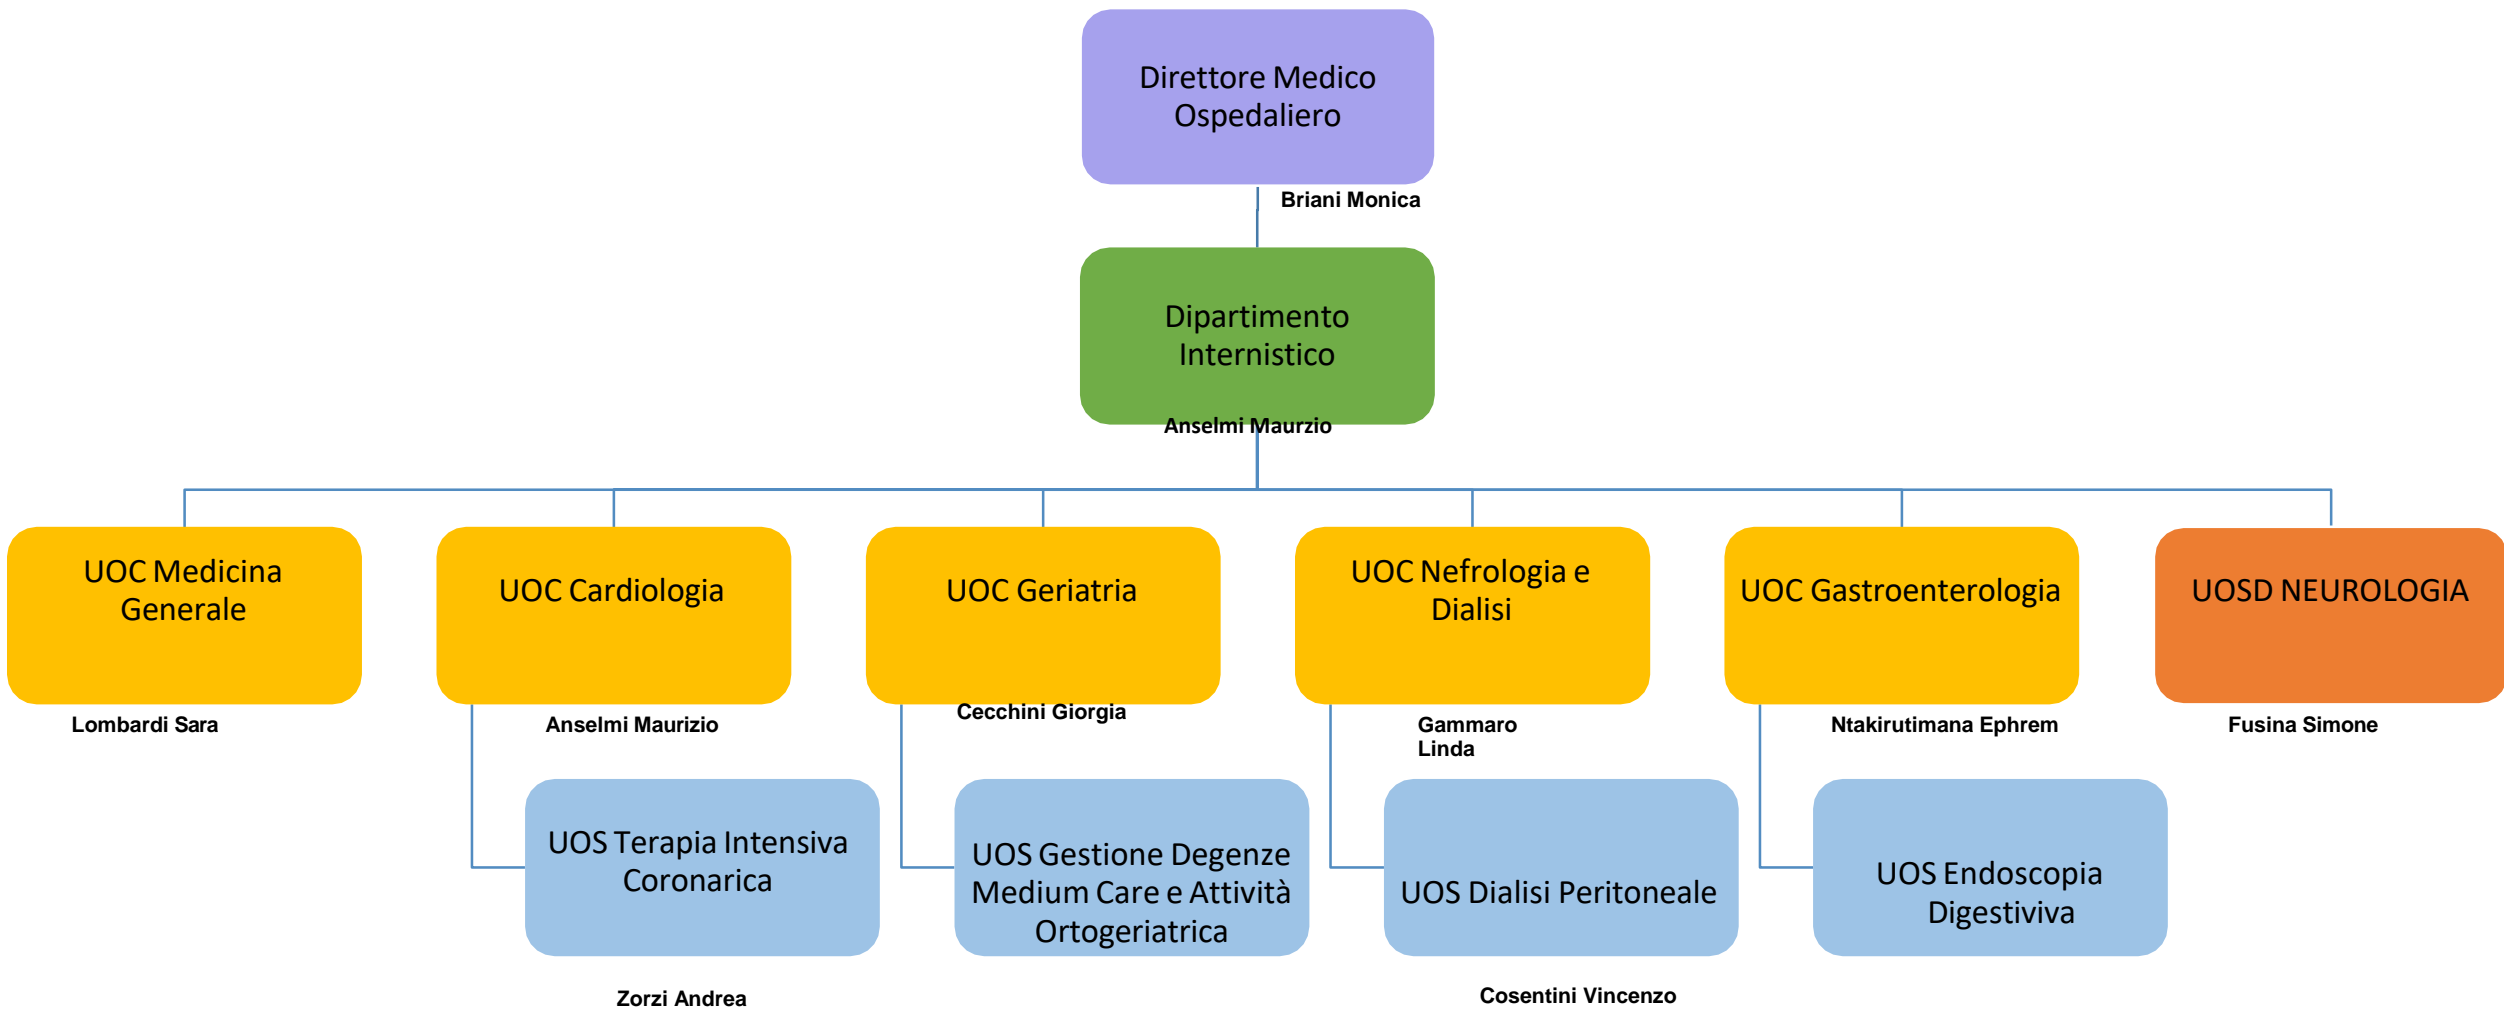 Direttore Medico
Ospedaliero
Briani Monica
Dipartimento
Internistico
Anselmi Maurzio
UOC Medicina
Generale
Lombardi Sara
UOC Cardiologia
Anselmi Maurizio
UOC Geriatria
Cecchini Giorgia
UOC Nefrologia e
Dialisi
Gammaro
Linda
UOC Gastroenterologia
Ntakirutimana Ephrem
UOSD NEUROLOGIA
Fusina Simone
UOS Terapia Intensiva
Coronarica
Zorzi Andrea
UOS Gestione Degenze
Medium Care e Attività
Ortogeriatrica
UOS Dialisi Peritoneale
Cosentini Vincenzo
UOS Endoscopia
Digestiviva